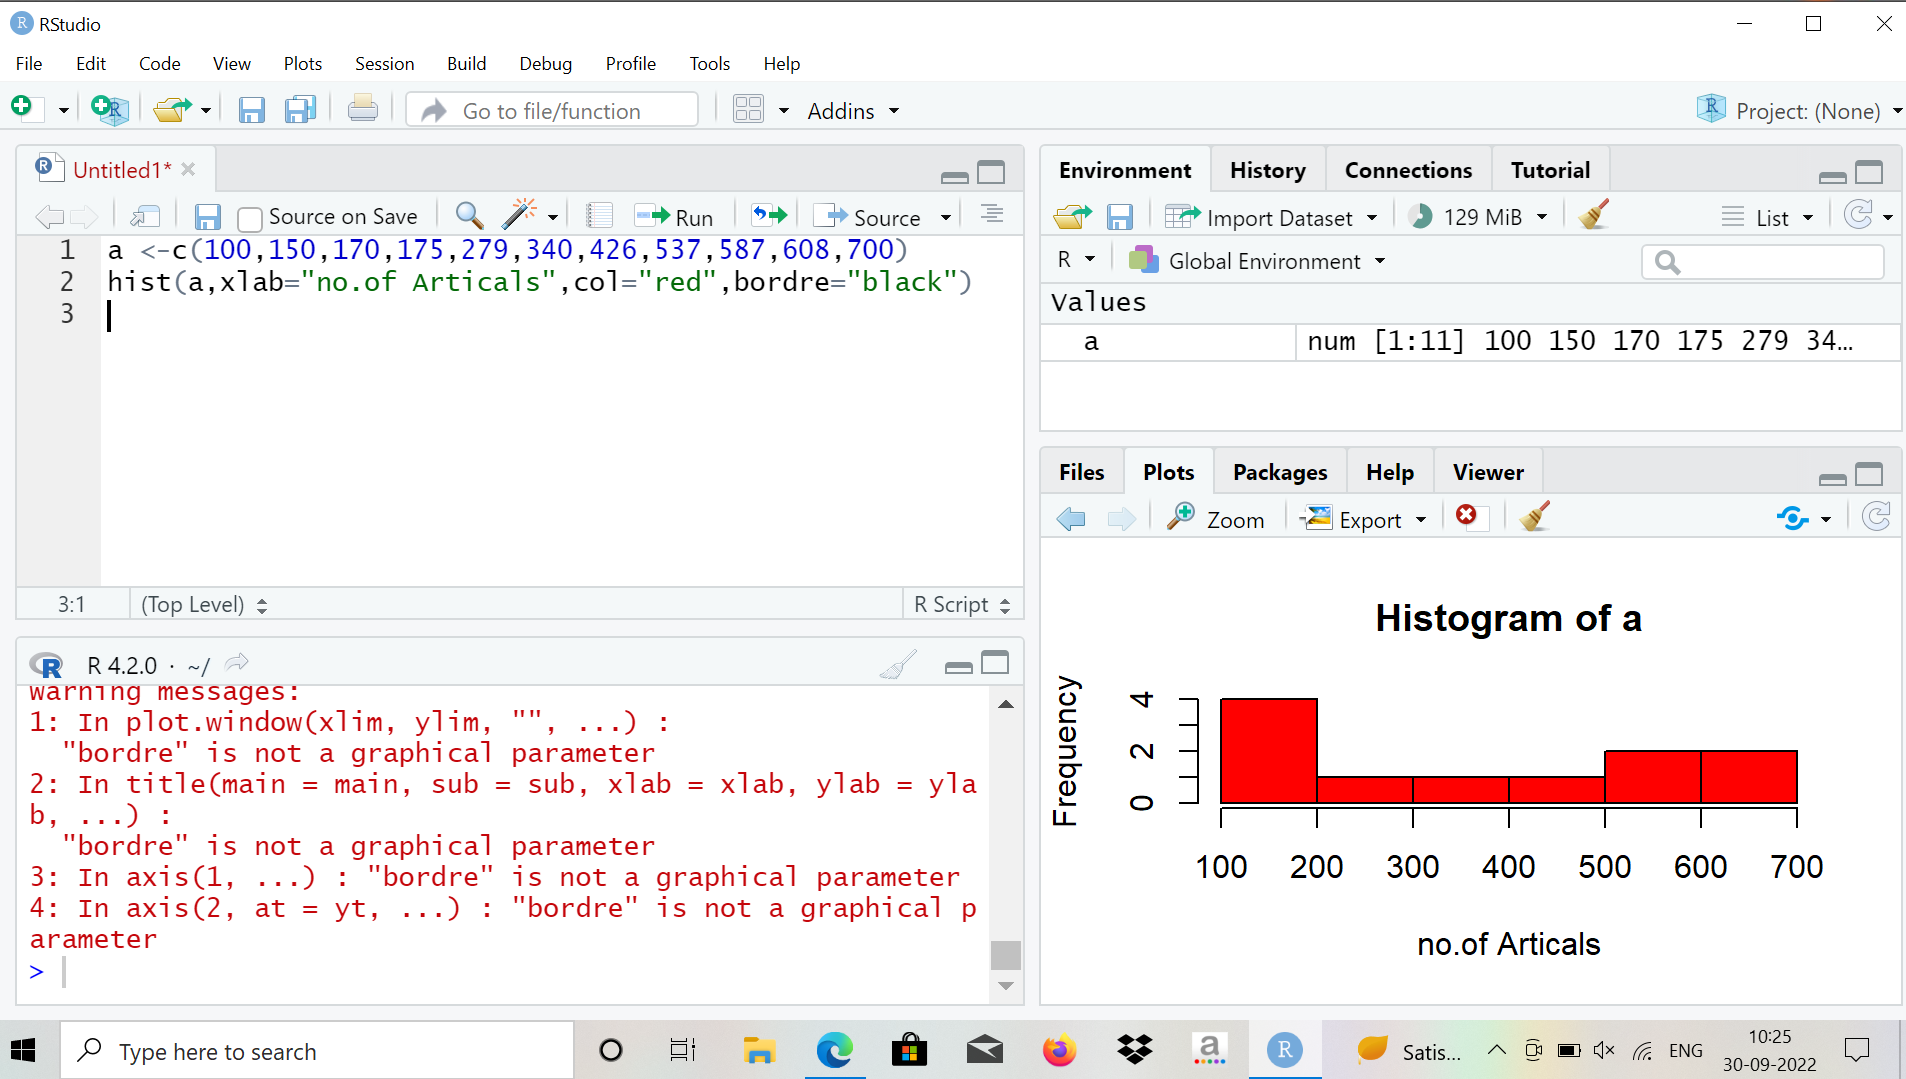 RStudio
File Edit Code View Plots Session Build Debug Profile Tools Help
Go to file/function Addins Project: (None)
Untitled1*
Source on Save Run Source
1 a <-c(100,150,170,175,279,340,426,537,587,608,700)
2 hist(a,xlab="no.of Articals",col="red",bordre="black")
3
3:1 (Top Level) R Script
R 4.2.0 · ~/
Warning messages:
1: In plot.window(xlim, ylim, "", ...) :
"bordre" is not a graphical parameter
2: In title(main = main, sub = sub, xlab = xlab, ylab = yla
b, ...) :
"bordre" is not a graphical parameter
3: In axis(1, ...) : "bordre" is not a graphical parameter
4: In axis(2, at = yt, ...) : "bordre" is not a graphical p
arameter
>
Environment History Connections Tutorial
Import Dataset 129 MiB List
R Global Environment
Values
a num [1:11] 100 150 170 175 279 34...
Files Plots Packages Help Viewer
Zoom Export
Histogram of a
Frequency
4
2
0
100 200 300 400 500 600 700
no.of Articals
Type here to search
a
R
Satis...
ENG
10:25
30-09-2022